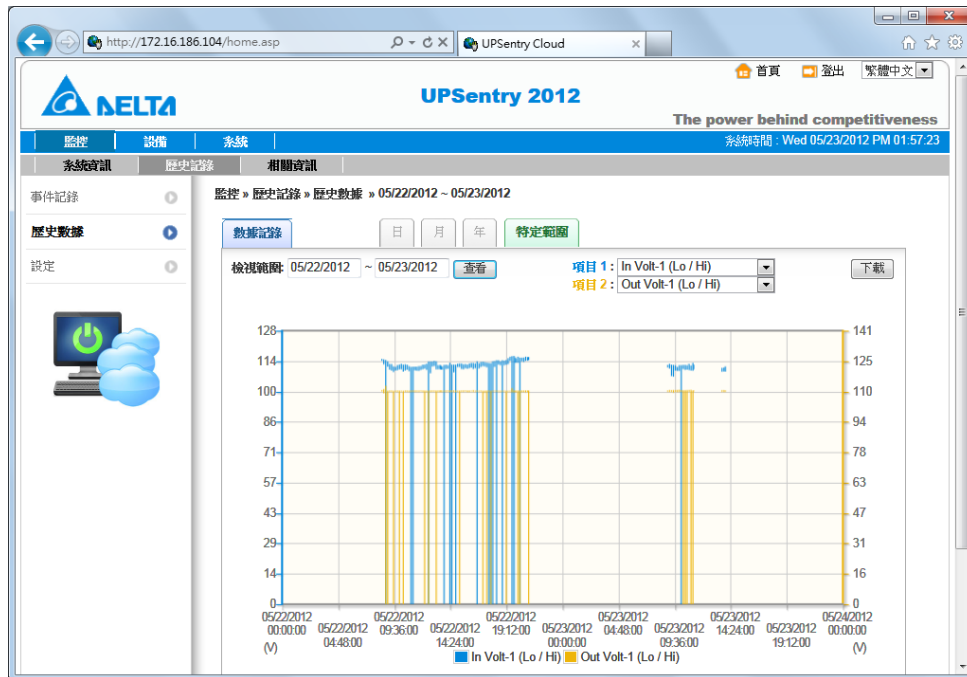 http://172.16.186.104/home.asp
UPSentry Cloud
首頁 登出 繁體中文
DELTA
UPSentry 2012
The power behind competitiveness
監控 設備 系統
系統時間 : Wed 05/23/2012 PM 01:57:23
系統資訊 歷史記錄 相關資訊
事件記錄
歷史數據
設定
監控 » 歷史記錄 » 歷史數據 » 05/22/2012 ~ 05/23/2012
數據記錄 日 月 年 特定範圍
檢視範圍: 05/22/2012 ~ 05/23/2012 查看
項目 1 : In Volt-1 (Lo / Hi)
項目 2 : Out Volt-1 (Lo / Hi)
下載
128 141
114 125
100 110
86 94
71 78
57 63
43 47
29 31
14 16
0 0
05/22/2012 00:00:00
05/22/2012 04:48:00
05/22/2012 09:36:00
05/22/2012 14:24:00
05/22/2012 19:12:00
05/23/2012 00:00:00
05/23/2012 04:48:00
05/23/2012 09:36:00
05/23/2012 14:24:00
05/23/2012 19:12:00
05/24/2012 00:00:00
(V) (V)
In Volt-1 (Lo / Hi) Out Volt-1 (Lo / Hi)